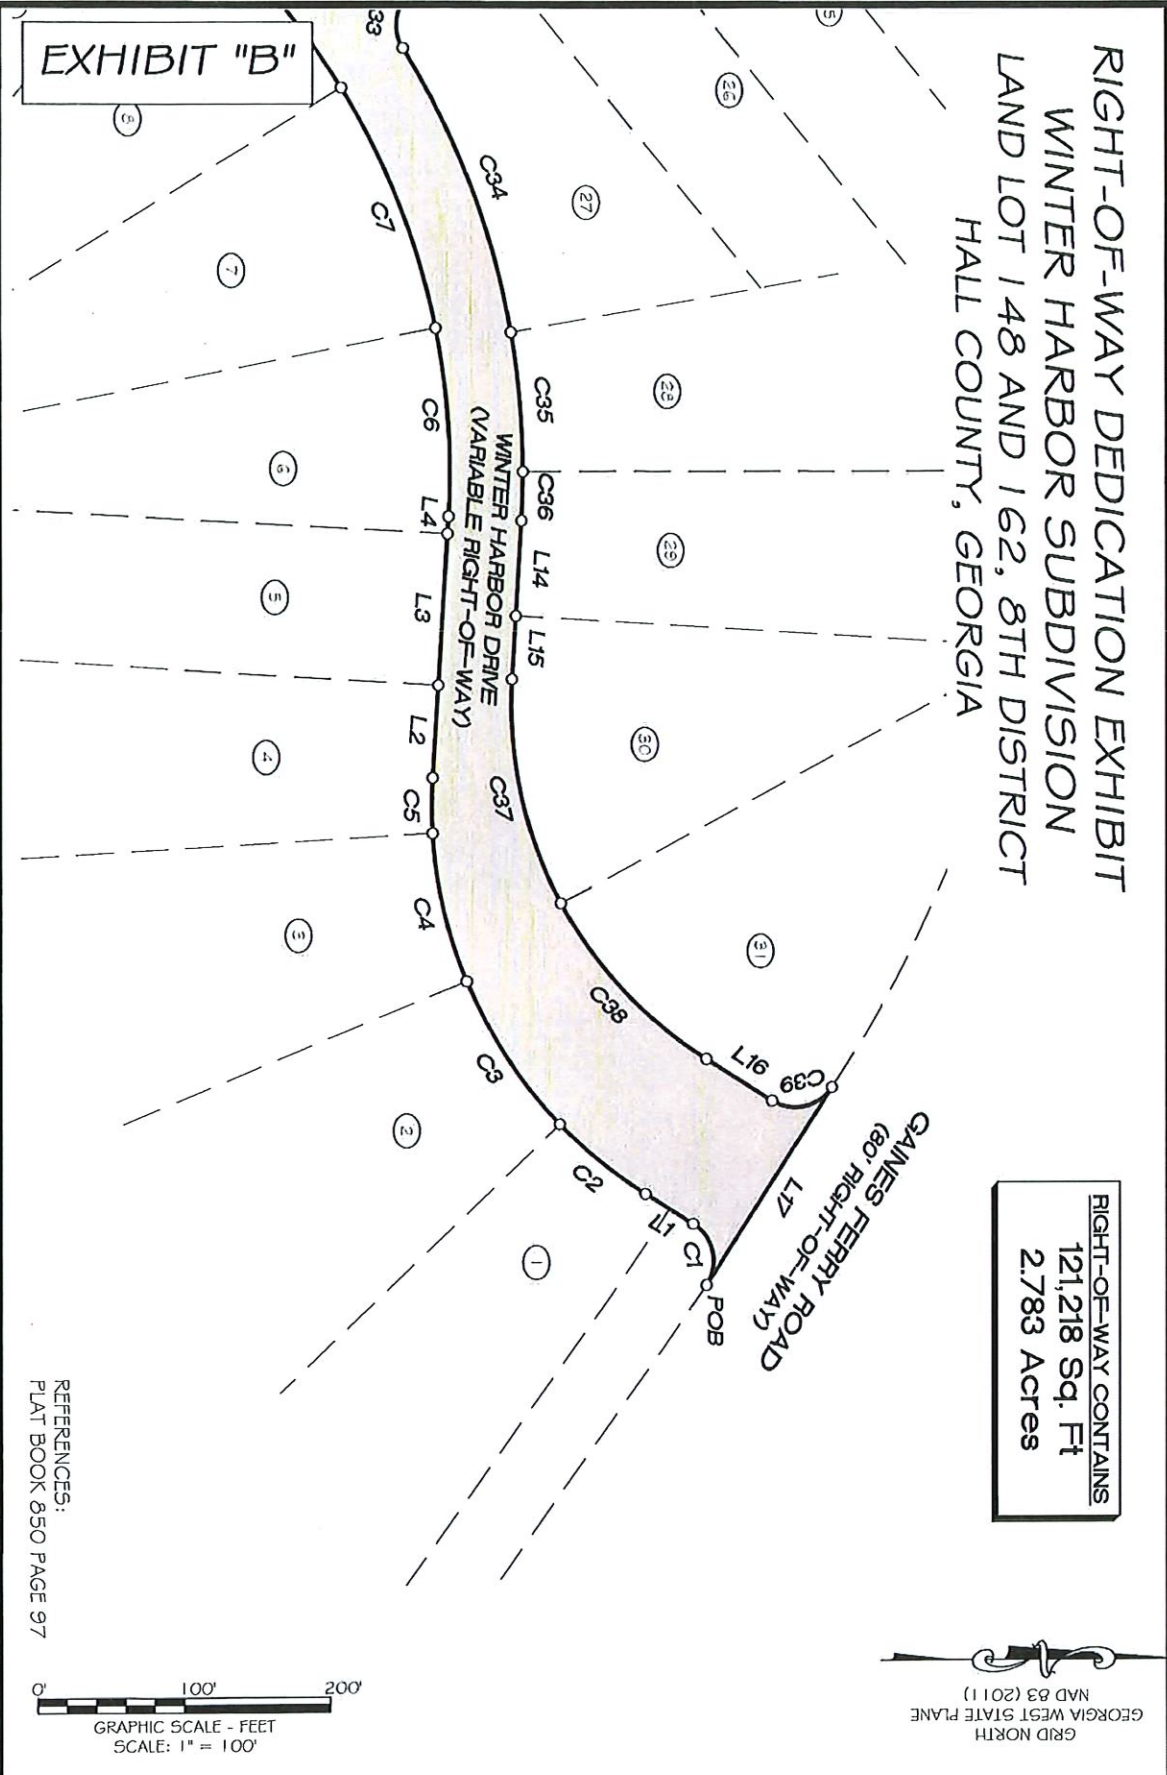 EXHIBIT "B"
RIGHT-OF-WAY DEDICATION EXHIBIT
WINTER HARBOR SUBDIVISION
LAND LOT 148 AND 162, 8TH DISTRICT
HALL COUNTY, GEORGIA
RIGHT-OF-WAY CONTAINS
121,218 Sq. Ft
2.783 Acres
GRID NORTH
GEORGIA WEST STATE PLANE
NAD 83 (2011)
26
27
28
29
30
31
C34
C35
C36
L14
L15
C37
C38
L16
C39
L17
GAINES FERRY ROAD
(80' RIGHT-OF-WAY)
WINTER HARBOR DRIVE
(VARIABLE RIGHT-OF-WAY)
POB
C1
L1
C2
C3
C4
C5
L2
L3
L4
C6
C7
8
7
6
5
4
3
2
1
REFERENCES:
PLAT BOOK 850 PAGE 97
0' 100' 200'
GRAPHIC SCALE - FEET
SCALE: 1" = 100'